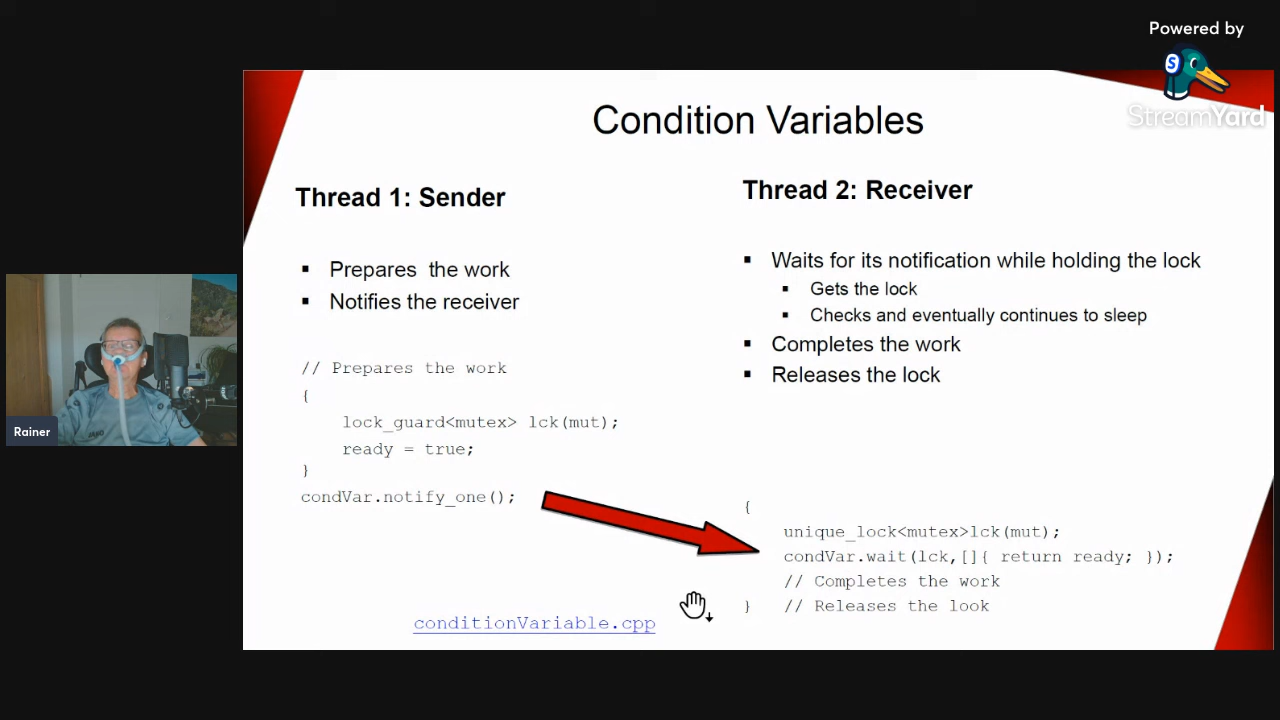 Powered by
S
StreamYard
Condition Variables
Thread 1: Sender
▪ Prepares the work
▪ Notifies the receiver
// Prepares the work
{
lock_guard<mutex> lck(mut);
ready = true;
}
condVar.notify_one();
conditionVariable.cpp
Thread 2: Receiver
▪ Waits for its notification while holding the lock
▪ Gets the lock
▪ Checks and eventually continues to sleep
▪ Completes the work
▪ Releases the lock
{
unique_lock<mutex>lck(mut);
condVar.wait(lck,[]{ return ready; });
// Completes the work
} // Releases the look
Rainer